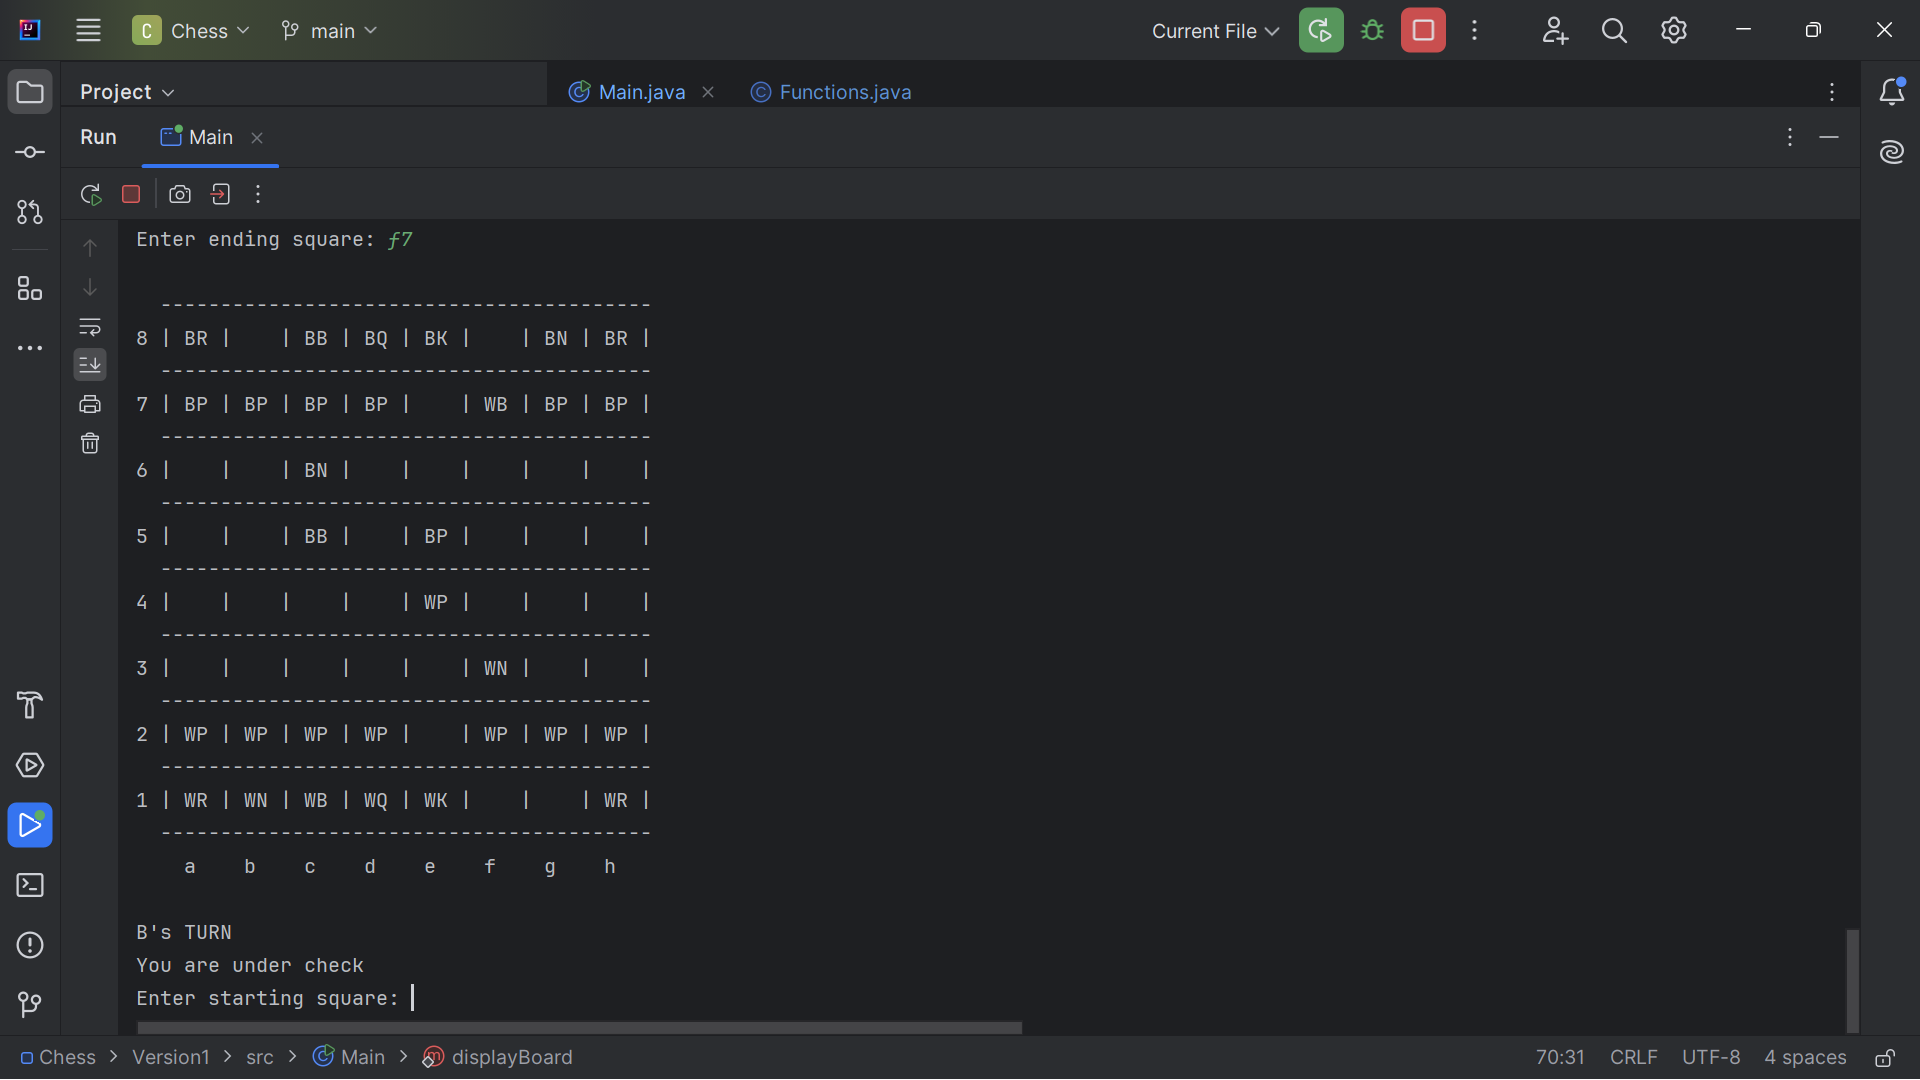 C Chess main Current File
Project Main.java Functions.java
Run Main
Enter ending square: f7
  -----------------------------------------
8 | BR |    | BB | BQ | BK |    | BN | BR |
  -----------------------------------------
7 | BP | BP | BP | BP |    | WB | BP | BP |
  -----------------------------------------
6 |    |    | BN |    |    |    |    |    |
  -----------------------------------------
5 |    |    | BB |    | BP |    |    |    |
  -----------------------------------------
4 |    |    |    |    | WP |    |    |    |
  -----------------------------------------
3 |    |    |    |    |    | WN |    |    |
  -----------------------------------------
2 | WP | WP | WP | WP |    | WP | WP | WP |
  -----------------------------------------
1 | WR | WN | WB | WQ | WK |    |    | WR |
  -----------------------------------------
    a    b    c    d    e    f    g    h
B's TURN
You are under check
Enter starting square:
Chess > Version1 > src > Main > displayBoard 70:31 CRLF UTF-8 4 spaces